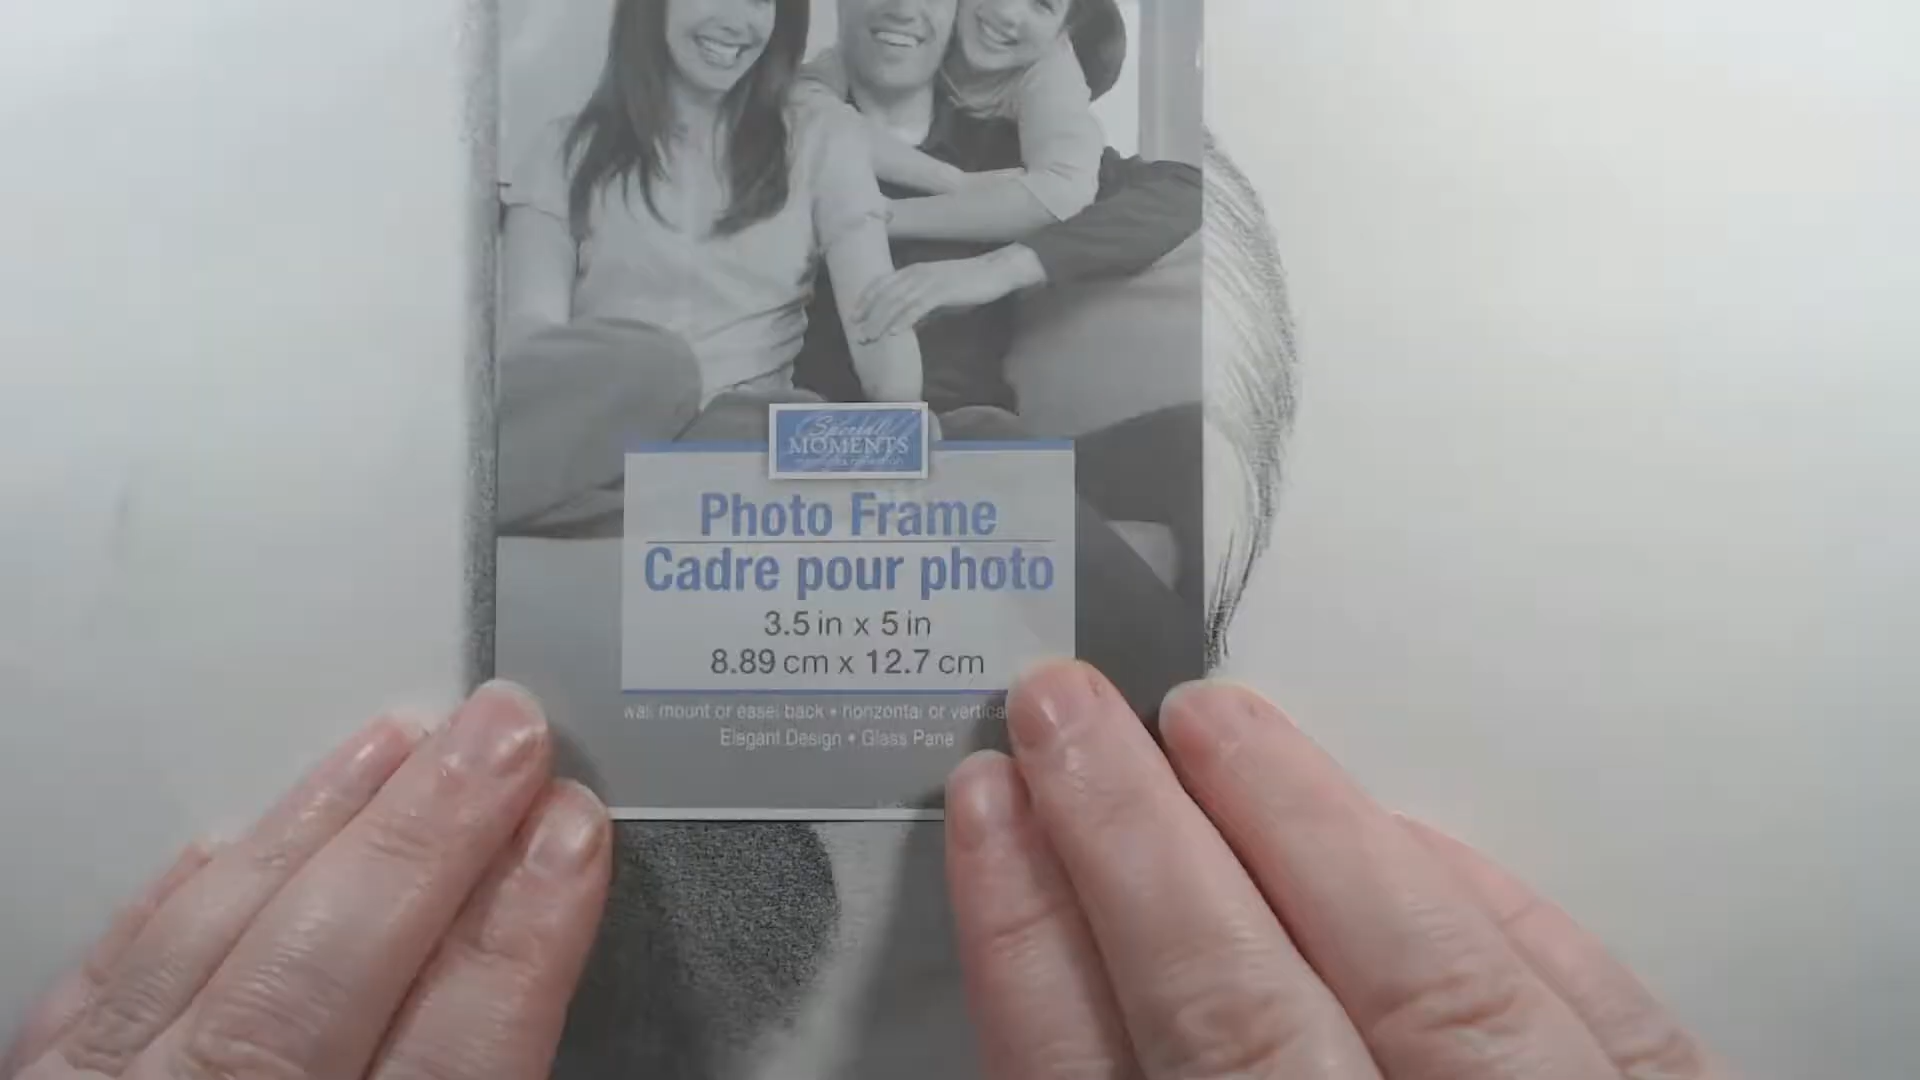 Special
MOMENTS
Photo Frame
Cadre pour photo
3.5 in x 5 in
8.89 cm x 12.7 cm
wall mount or easel back • horizontal or vertical
Elegant Design • Glass Pane